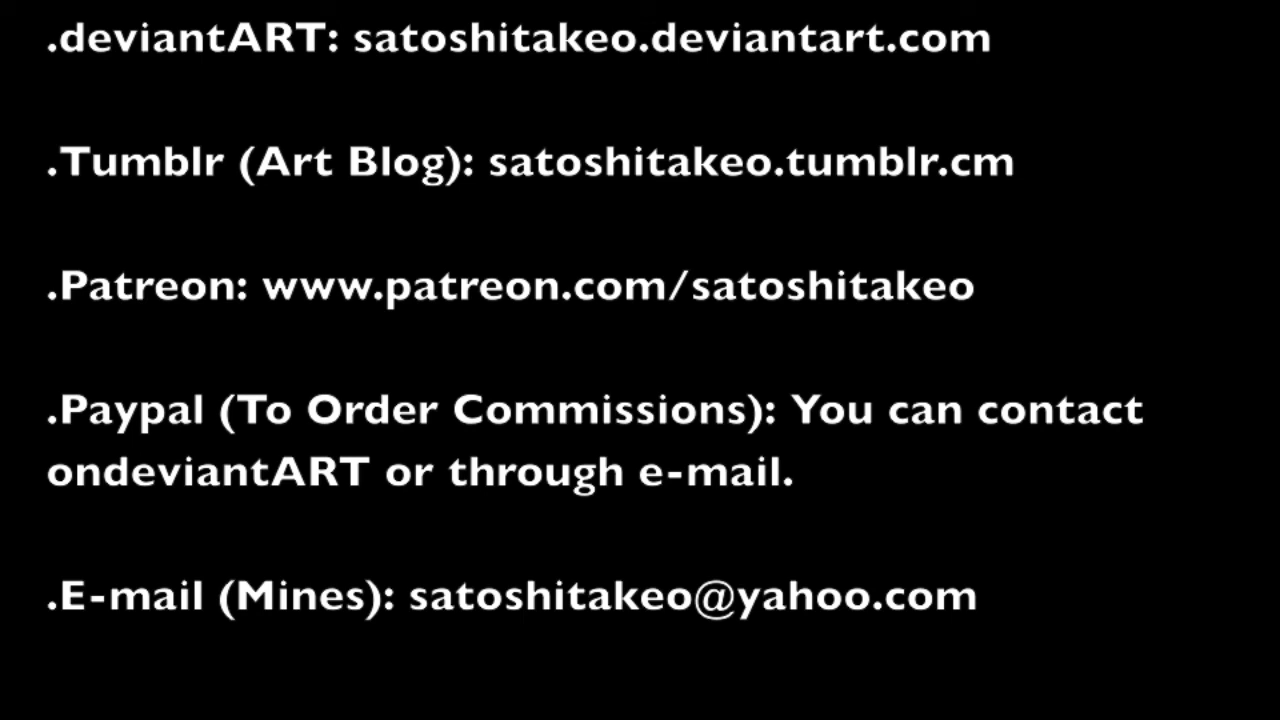 .deviantART: satoshitakeo.deviantart.com
.Tumblr (Art Blog): satoshitakeo.tumblr.cm
.Patreon: www.patreon.com/satoshitakeo
.Paypal (To Order Commissions): You can contact
ondeviantART or through e-mail.
.E-mail (Mines): satoshitakeo@yahoo.com